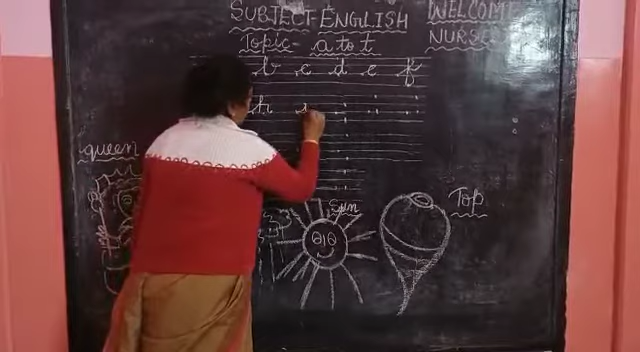 SUBJECT-ENGLISH
WELCOME
NURSE
Topic - a to t
b c d e f
h
queen
Sun
Top